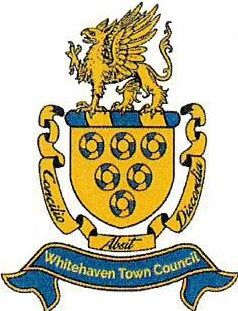 Concilio
Absit
Discordia
Whitehaven Town Council